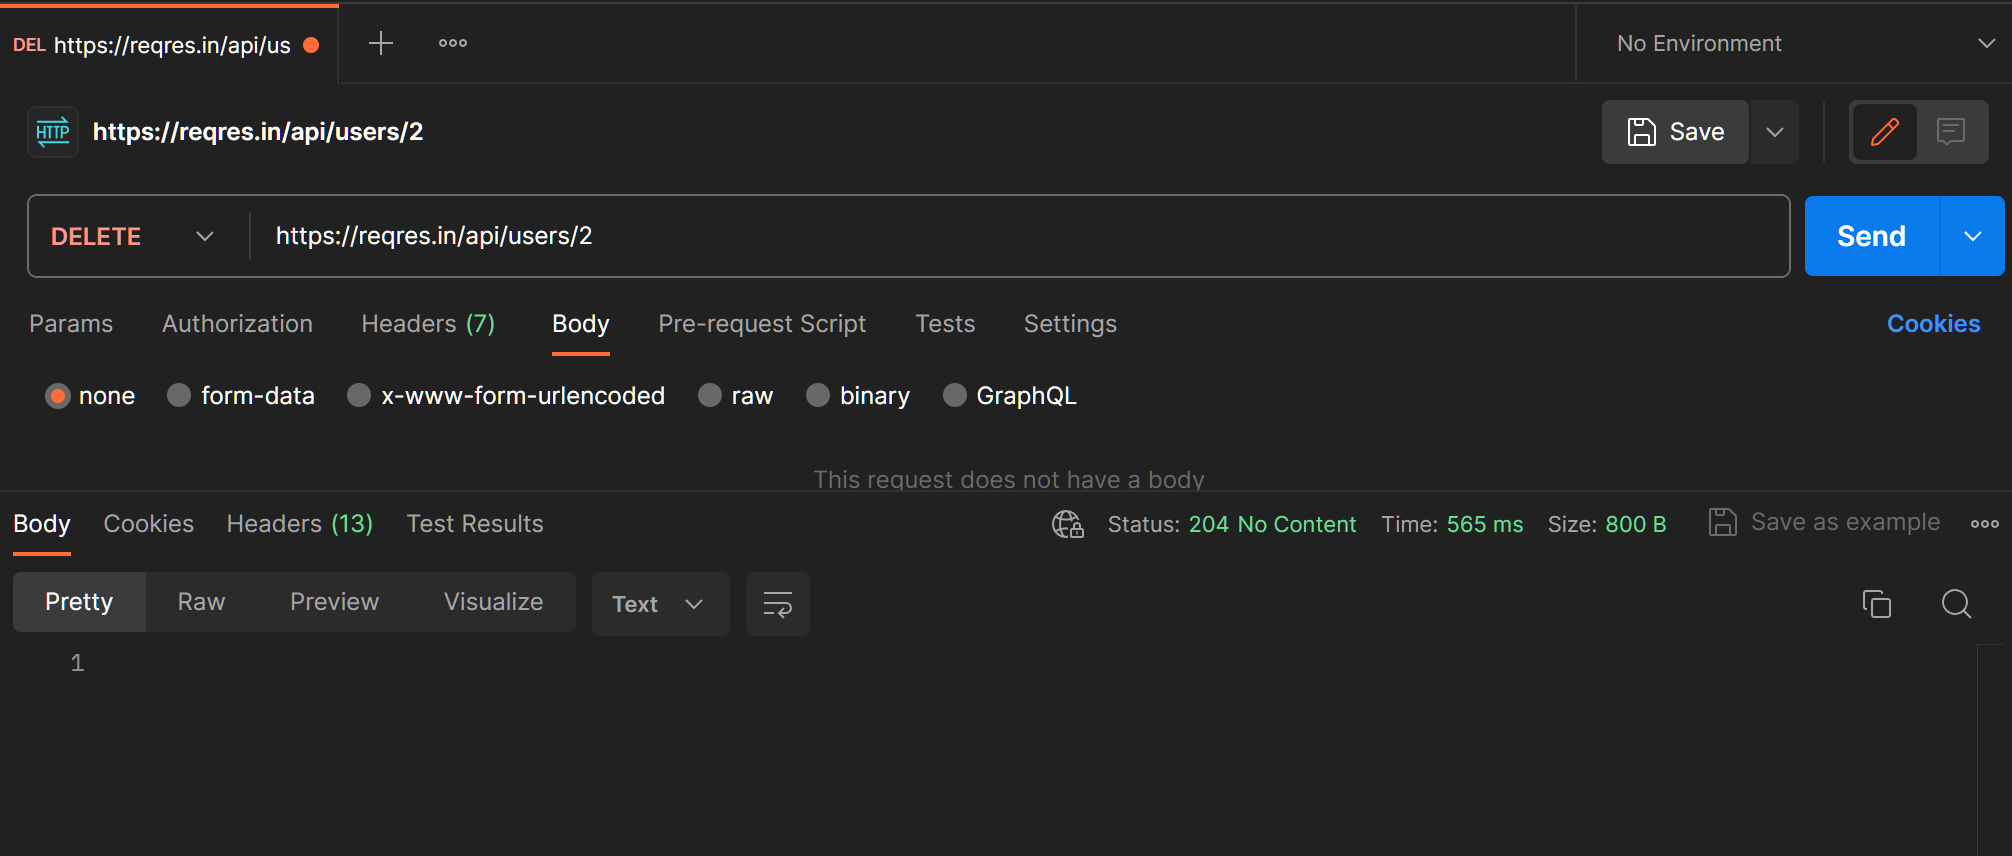 DEL https://reqres.in/api/us No Environment
HTTP https://reqres.in/api/users/2 Save
DELETE https://reqres.in/api/users/2 Send
Params Authorization Headers (7) Body Pre-request Script Tests Settings Cookies
none form-data x-www-form-urlencoded raw binary GraphQL
This request does not have a body
Body Cookies Headers (13) Test Results Status: 204 No Content Time: 565 ms Size: 800 B Save as example
Pretty Raw Preview Visualize Text
1